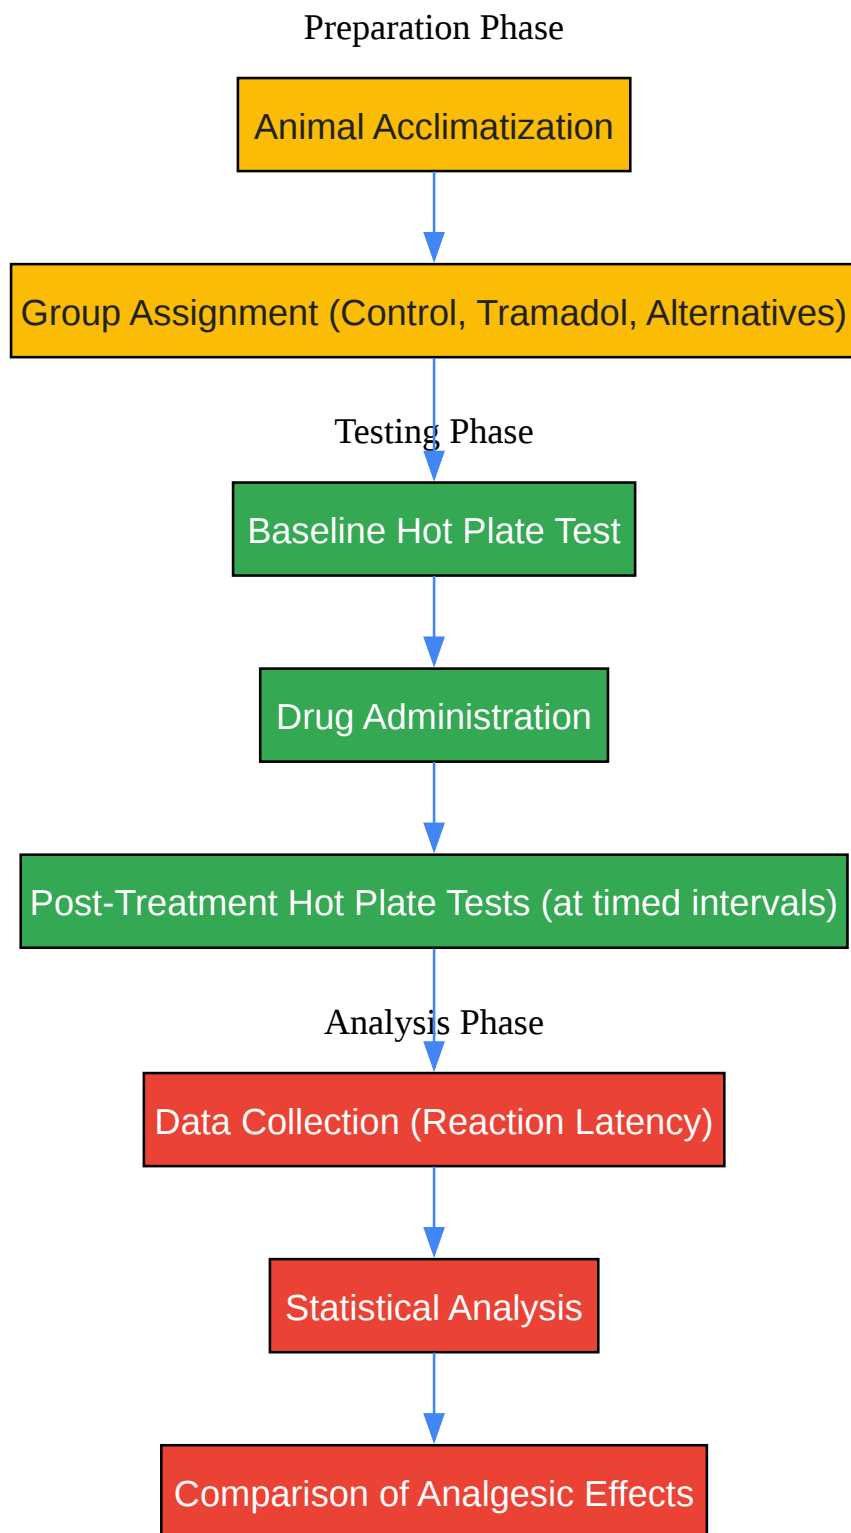 Preparation Phase
Animal Acclimatization
Group Assignment (Control, Tramadol, Alternatives)
Testing Phase
Baseline Hot Plate Test
Drug Administration
Post-Treatment Hot Plate Tests (at timed intervals)
Analysis Phase
Data Collection (Reaction Latency)
Statistical Analysis
Comparison of Analgesic Effects